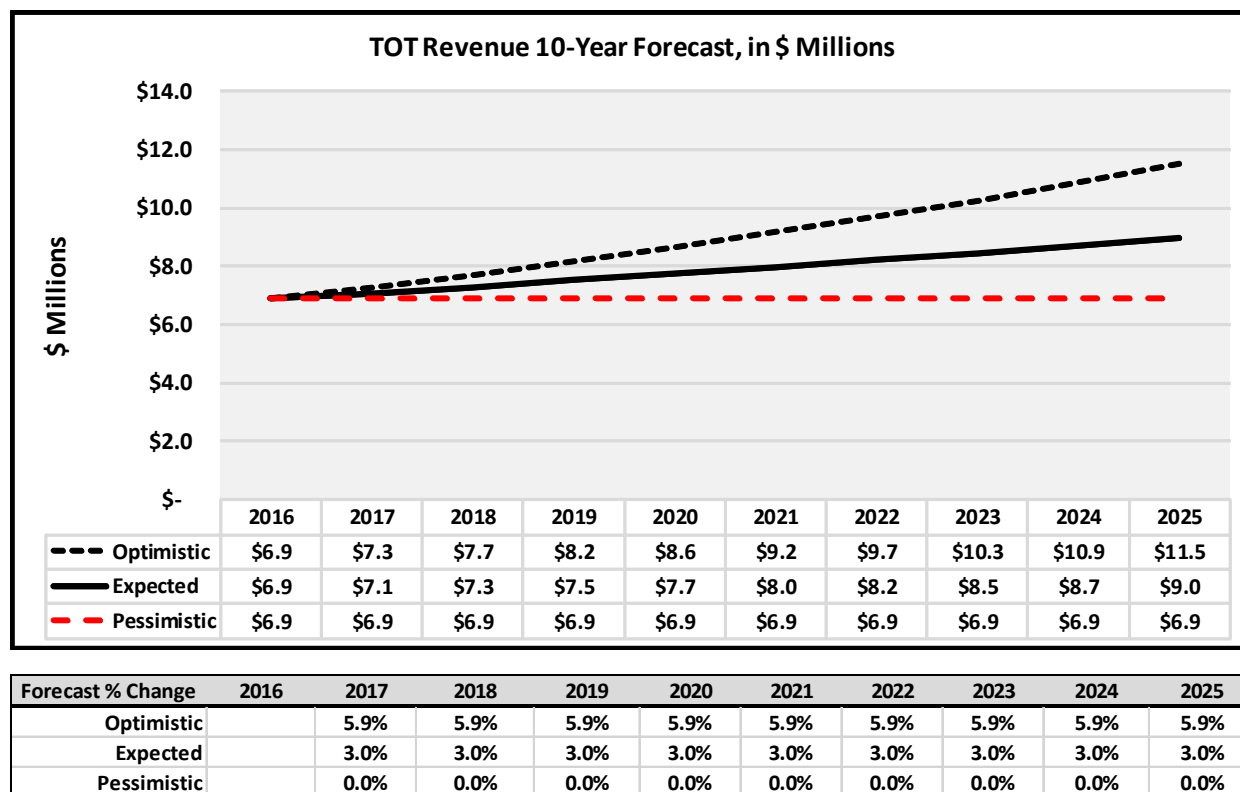 TOT Revenue 10-Year Forecast, in $ Millions
$14.0
$12.0
$10.0
$8.0
$6.0
$4.0
$2.0
$-
$ Millions
2016 2017 2018 2019 2020 2021 2022 2023 2024 2025
Optimistic $6.9 $7.3 $7.7 $8.2 $8.6 $9.2 $9.7 $10.3 $10.9 $11.5
Expected $6.9 $7.1 $7.3 $7.5 $7.7 $8.0 $8.2 $8.5 $8.7 $9.0
Pessimistic $6.9 $6.9 $6.9 $6.9 $6.9 $6.9 $6.9 $6.9 $6.9 $6.9
Forecast % Change 2016 2017 2018 2019 2020 2021 2022 2023 2024 2025
Optimistic 5.9% 5.9% 5.9% 5.9% 5.9% 5.9% 5.9% 5.9% 5.9%
Expected 3.0% 3.0% 3.0% 3.0% 3.0% 3.0% 3.0% 3.0% 3.0%
Pessimistic 0.0% 0.0% 0.0% 0.0% 0.0% 0.0% 0.0% 0.0% 0.0%